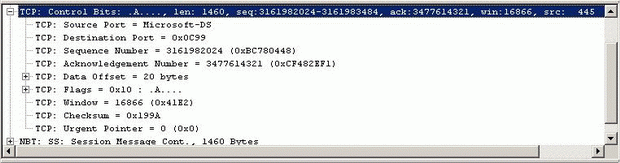 TCP: Control Bits: .A...., len: 1460, seq:3161982024-3161983484, ack:3477614321, win:16866, src: 445
TCP: Source Port = Microsoft-DS
TCP: Destination Port = 0x0C99
TCP: Sequence Number = 3161982024 (0xBC780448)
TCP: Acknowledgement Number = 3477614321 (0xCF482EF1)
TCP: Data Offset = 20 bytes
TCP: Flags = 0x10 : .A....
TCP: Window = 16866 (0x41E2)
TCP: Checksum = 0x199A
TCP: Urgent Pointer = 0 (0x0)
NBT: SS: Session Message Cont., 1460 Bytes